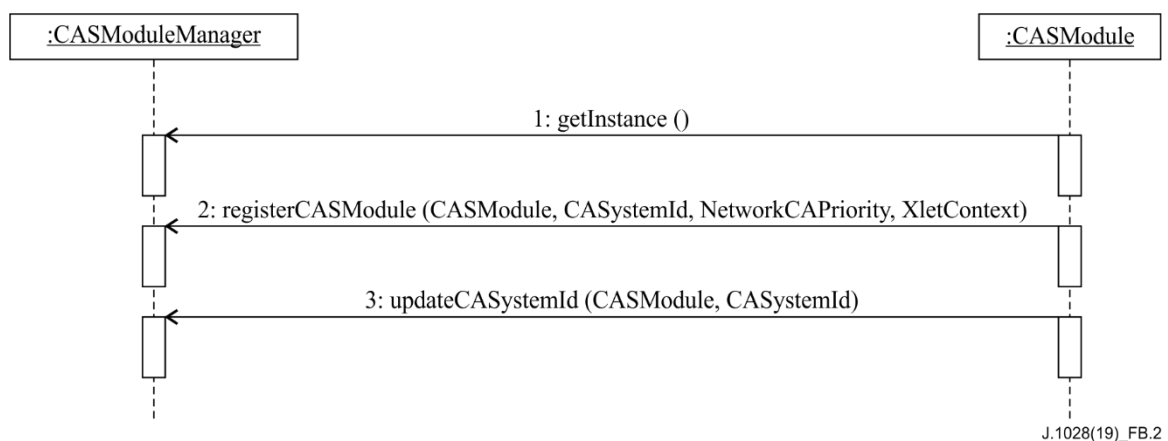 :CASModuleManager
:CASModule
1: getInstance ()
2: registerCASModule (CASModule, CASystemId, NetworkCAPriority, XletContext)
3: updateCASystemId (CASModule, CASystemId)
J.1028(19)_FB.2